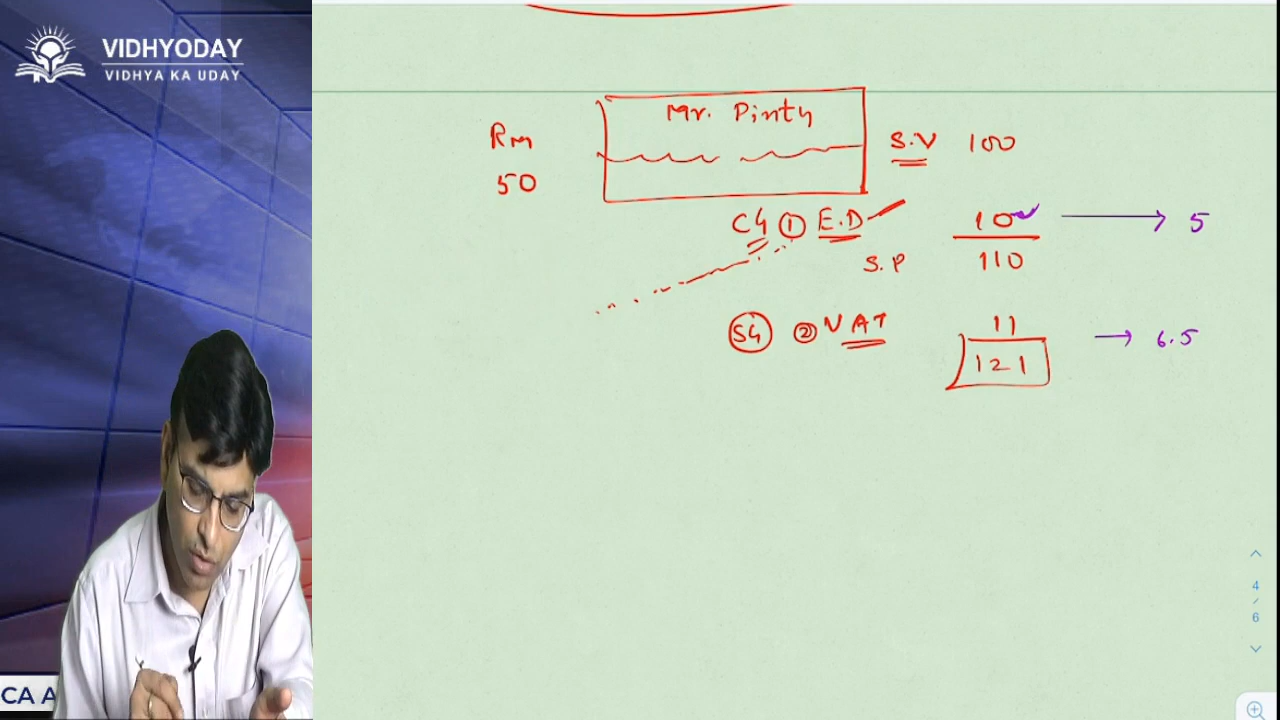 VIDHYODAY
VIDHYA KA UDAY
Mr. Pinty
Rm
50
S.V 100
CG ① E.D 10 → 5
S.P 110
SG ② VAT 11 → 6.5
121
CA A
4
/
6